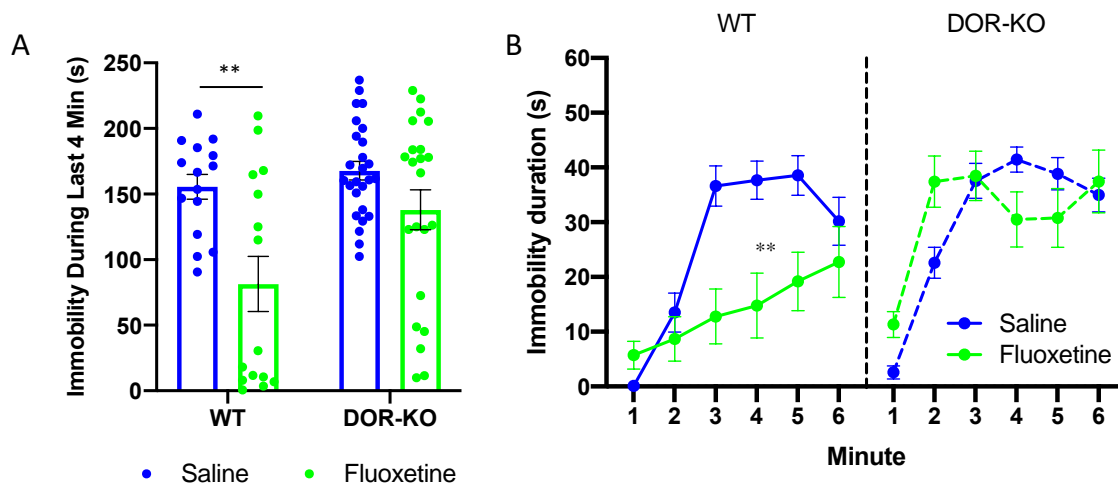 A
Immobility During Last 4 Min (s)
250
200
150
100
50
0
**
WT
DOR-KO
Saline
Fluoxetine
B
WT
DOR-KO
Immobility duration (s)
60
50
40
30
20
10
0
**
Saline
Fluoxetine
1 2 3 4 5 6 1 2 3 4 5 6
Minute